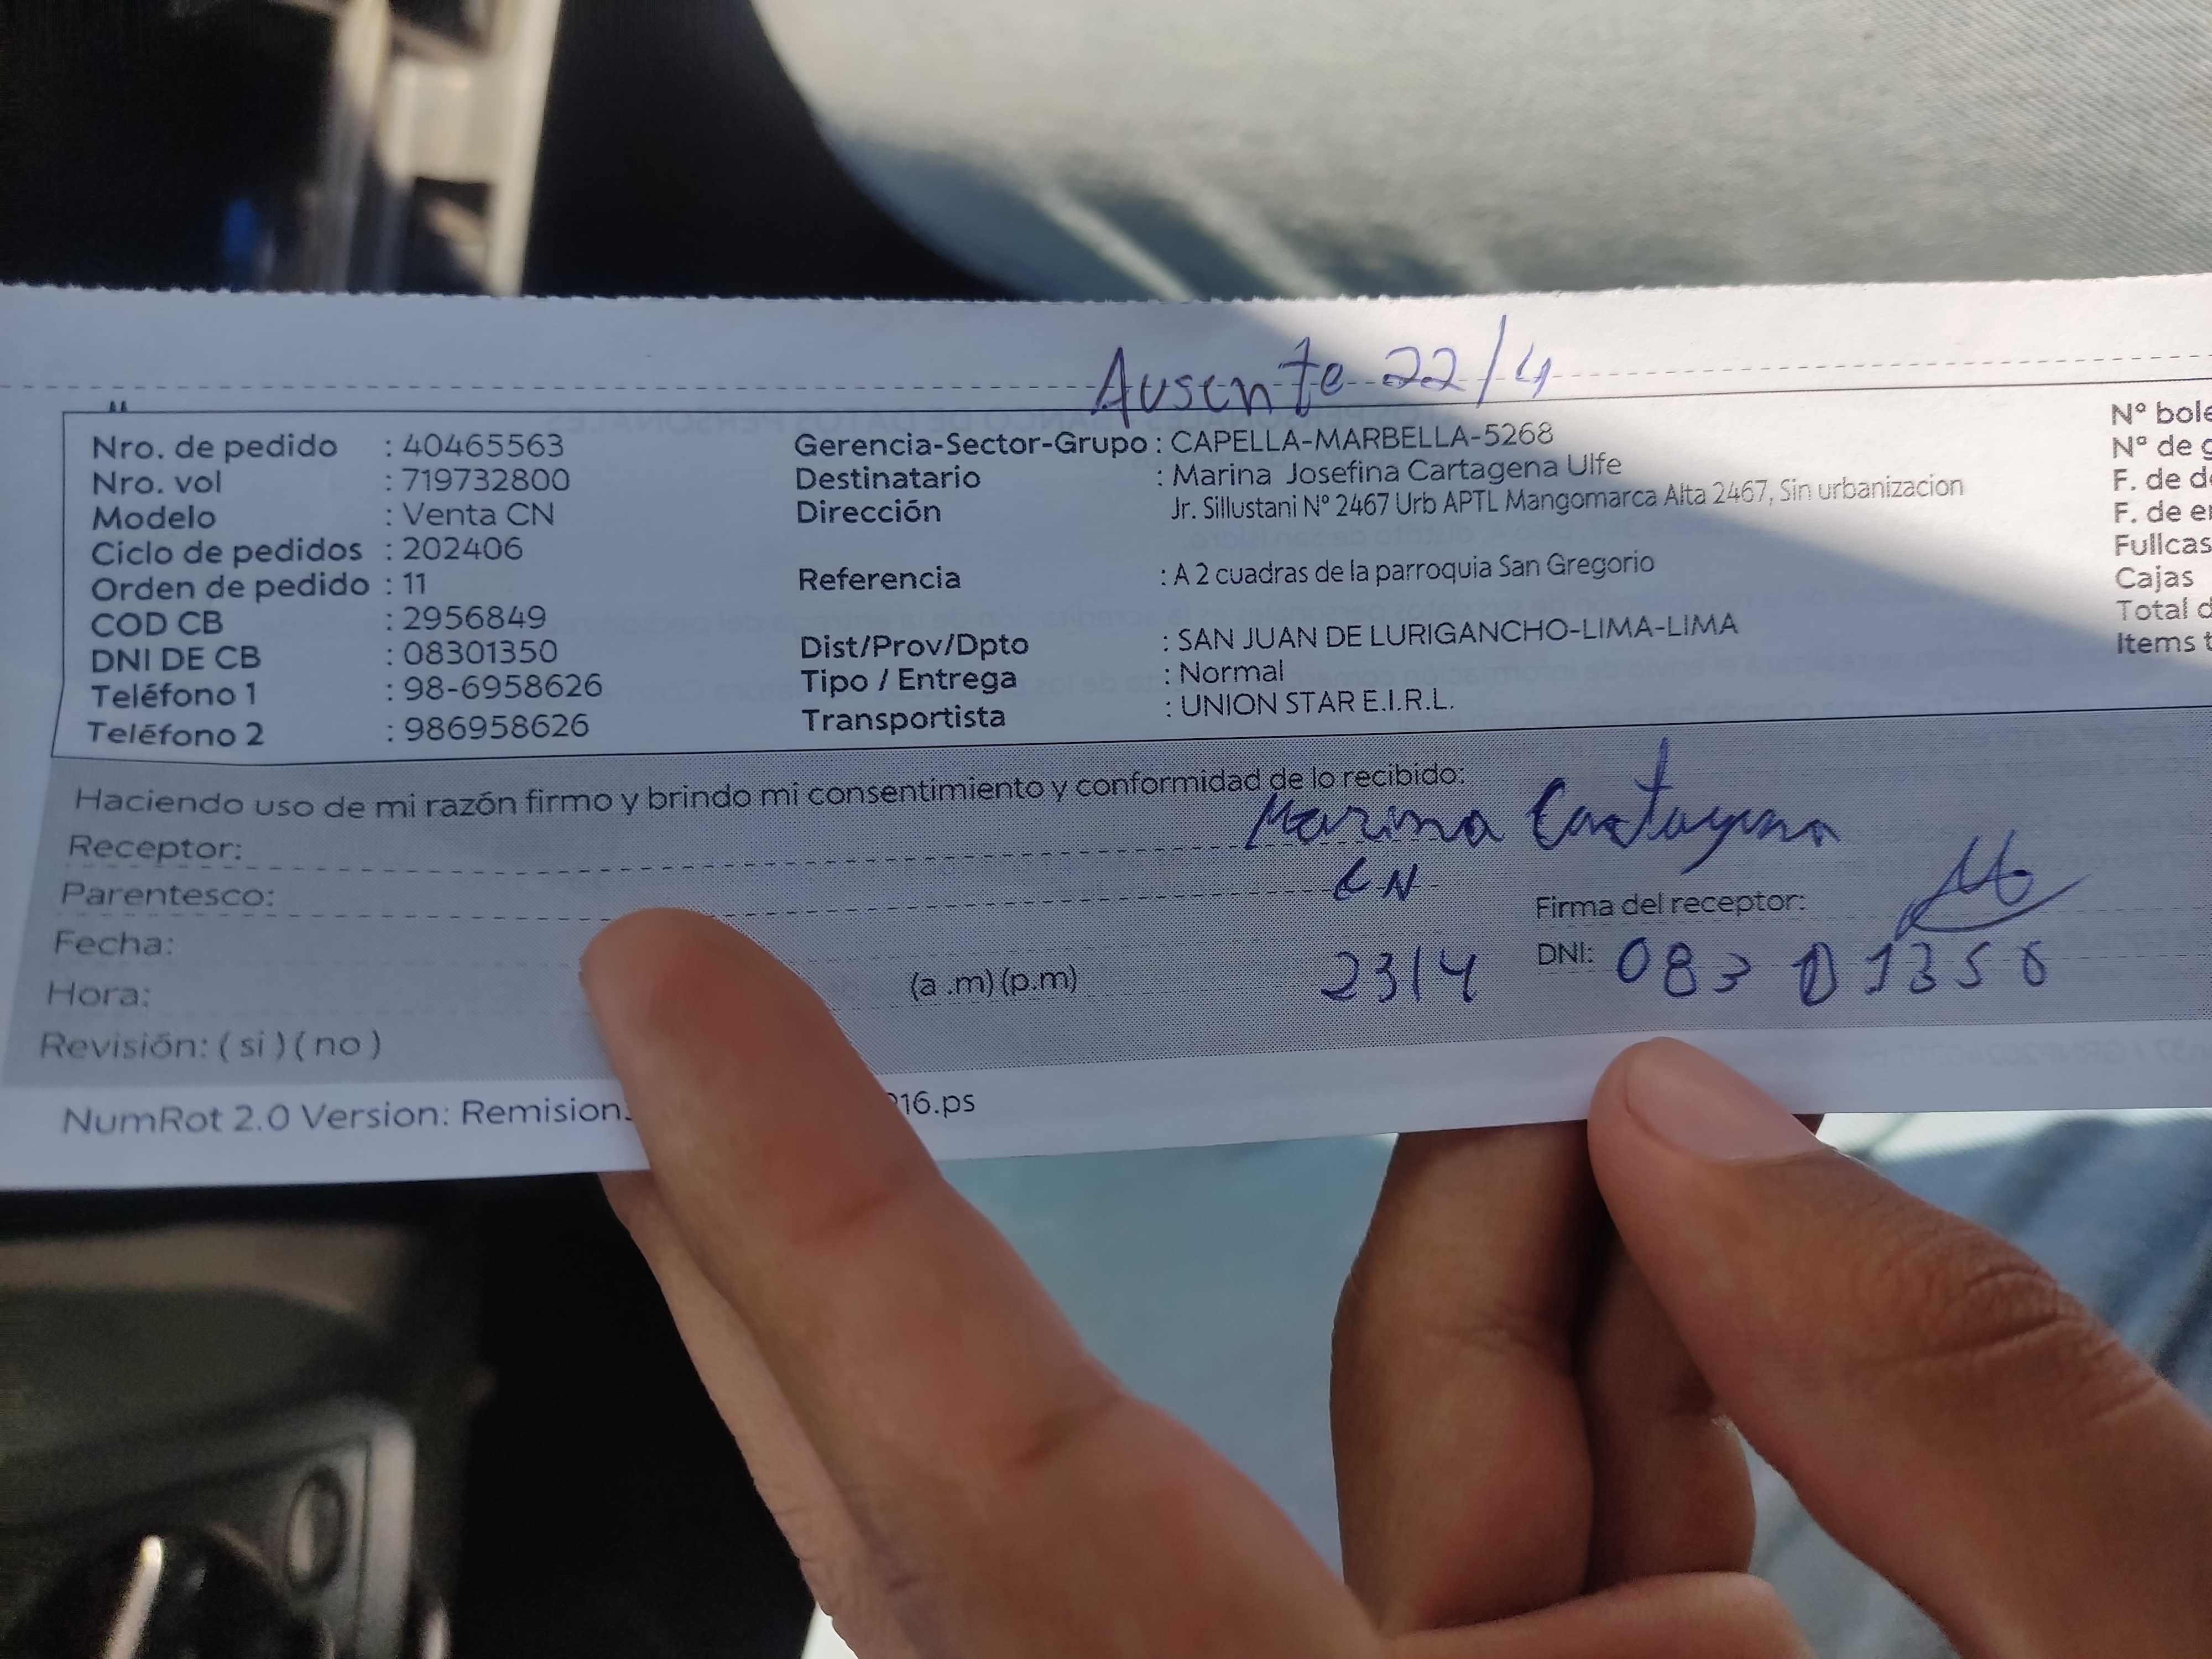 Ausente 22/4
Nro. de pedido : 40465563
Nro. vol : 719732800
Modelo : Venta CN
Ciclo de pedidos : 202406
Orden de pedido : 11
COD CB : 2956849
DNI DE CB : 08301350
Teléfono 1 : 98-6958626
Teléfono 2 : 986958626
Gerencia-Sector-Grupo : CAPELLA-MARBELLA-5268
Destinatario : Marina Josefina Cartagena Ulfe
Dirección Jr. Sillustani N° 2467 Urb APTL Mangomarca Alta 2467, Sin urbanizacion
Referencia : A 2 cuadras de la parroquia San Gregorio
Dist/Prov/Dpto : SAN JUAN DE LURIGANCHO-LIMA-LIMA
Tipo / Entrega : Normal
Transportista : UNION STAR E.I.R.L.
N° bole
N° de g
F. de d
F. de e
Fullcas
Cajas
Total d
Items t
Haciendo uso de mi razón firmo y brindo mi consentimiento y conformidad de lo recibido:
Receptor: Marina Cartagena
Parentesco: CN
Firma del receptor:
Fecha: 23/4
DNI: 08301350
Hora: (a .m) (p.m)
Revisión: ( si ) ( no )
NumRot 2.0 Version: Remision 16.ps